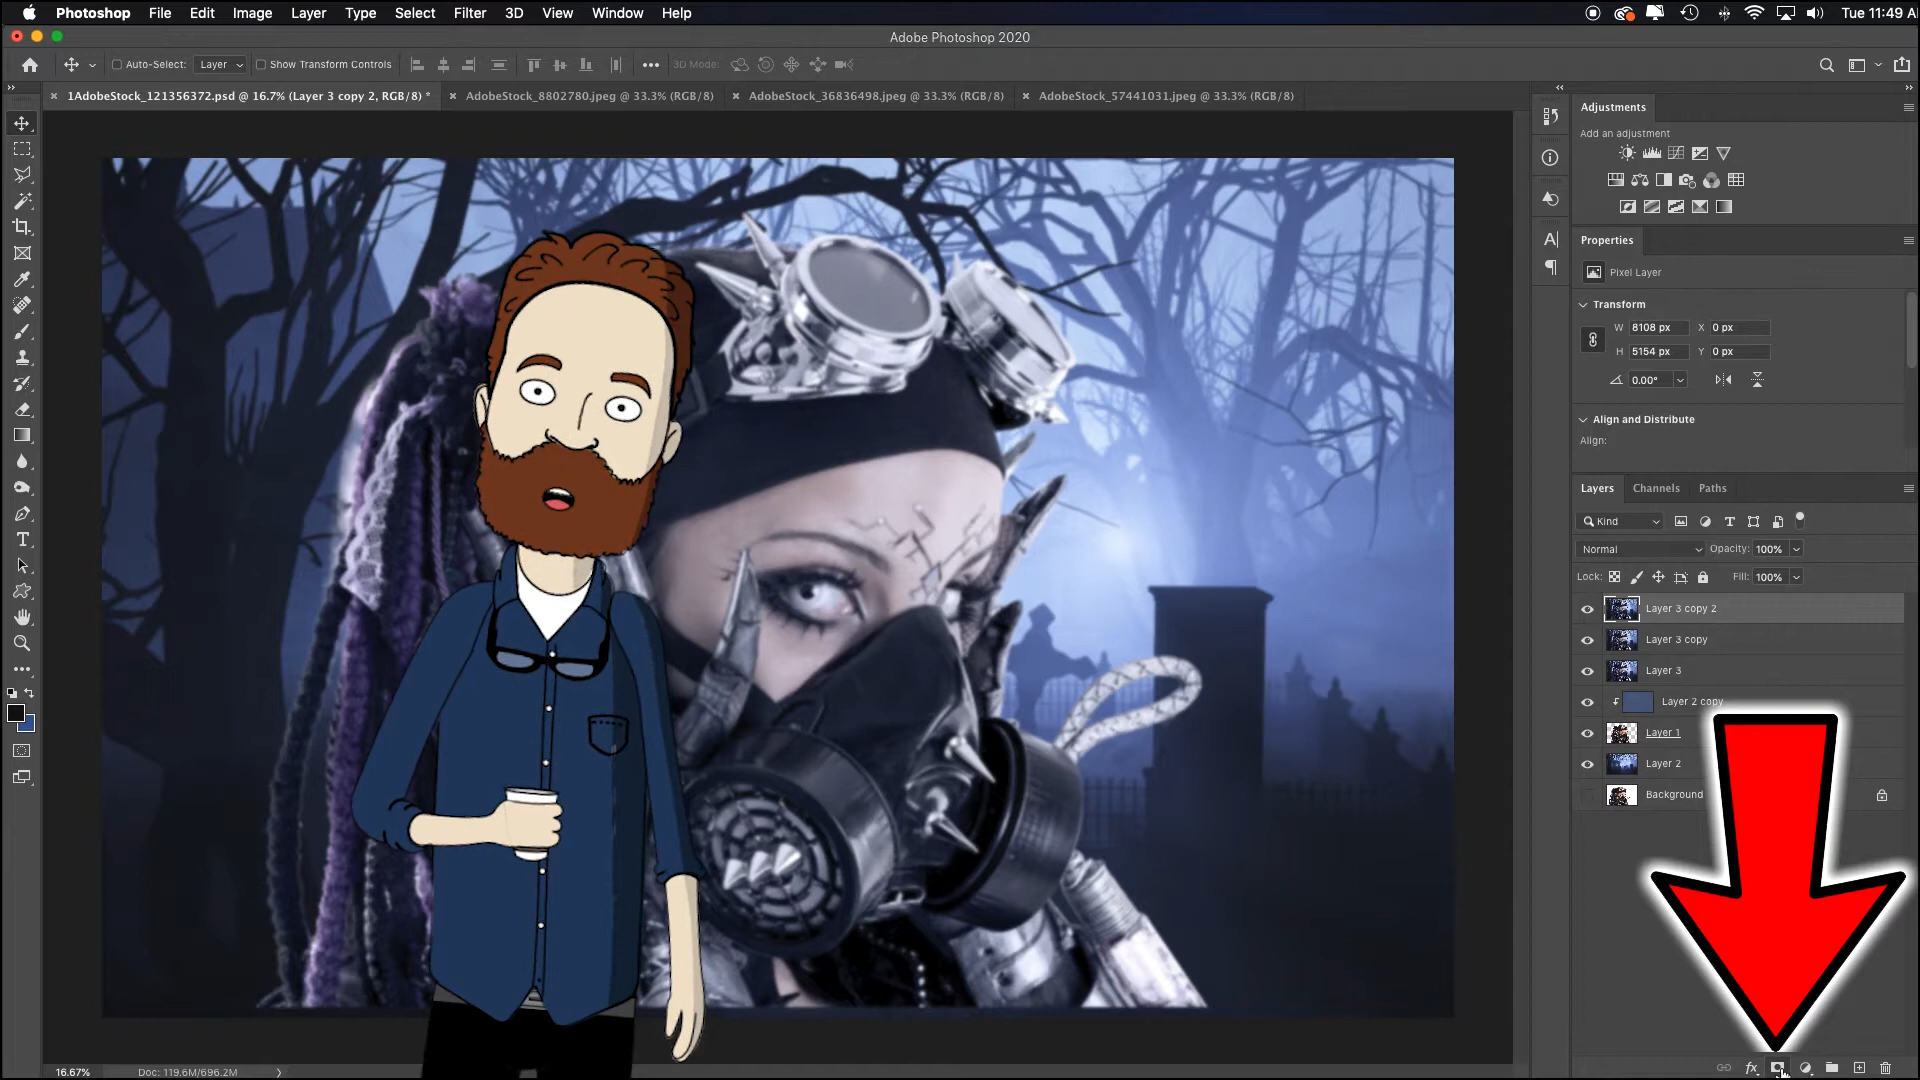 Photoshop File Edit Image Layer Type Select Filter 3D View Window Help Tue 11:49
Adobe Photoshop 2020
Auto-Select: Layer Show Transform Controls 3D Mode:
1AdobeStock_121356372.psd @ 16.7% (Layer 3 copy 2, RGB/8) * AdobeStock_8802780.jpeg @ 33.3% (RGB/8) AdobeStock_36836498.jpeg @ 33.3% (RGB/8) AdobeStock_57441031.jpeg @ 33.3% (RGB/8)
Adjustments
Add an adjustment
Properties
Pixel Layer
Transform
W 8108 px X 0 px
H 5154 px Y 0 px
0.00°
Align and Distribute
Align:
Layers Channels Paths
Kind
Normal Opacity: 100%
Lock: Fill: 100%
Layer 3 copy 2
Layer 3 copy
Layer 3
Layer 2 copy
Layer 1
Layer 2
Background
fx
16.67% Doc: 119.6M/696.2M